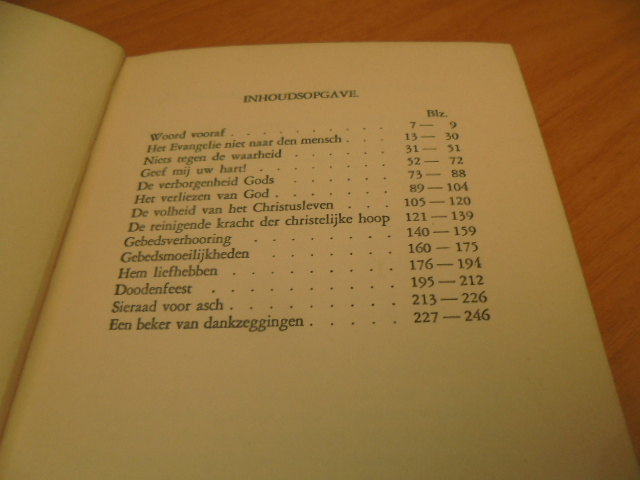 INHOUDSOPGAVE.
Blz.
Woord vooraf . . . . . . . . . . 7 — 9
Het Evangelie niet naar den mensch . . . 13 — 30
Niets tegen de waarheid . . . . . . 31 — 51
Geef mij uw hart! . . . . . . . 52 — 72
De verborgenheid Gods . . . . . . 73 — 88
Het verliezen van God . . . . . . 89 — 104
De volheid van het Christusleven . . . 105 — 120
De reinigende kracht der christelijke hoop 121 — 139
Gebedsverhooring . . . . . . . 140 — 159
Gebedsmoeilijkheden . . . . . . 160 — 175
Hem liefhebben . . . . . . . . 176 — 194
Doodenfeest . . . . . . . . 195 — 212
Sieraad voor asch . . . . . . . . 213 — 226
Een beker van dankzeggingen . . . . . 227 — 246